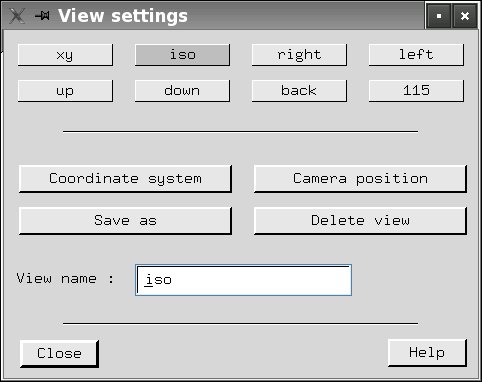 View settings
xy iso right left
up down back 115
Coordinate system Camera position
Save as Delete view
View name : iso
Close Help